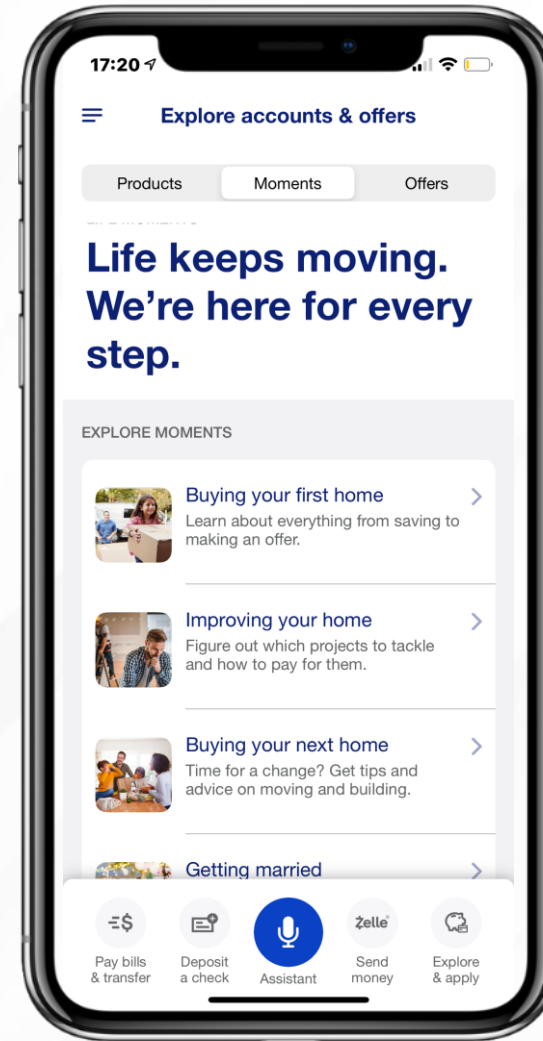 17:20
Explore accounts & offers
Products Moments Offers
Life keeps moving.
We're here for every
step.
EXPLORE MOMENTS
Buying your first home
Learn about everything from saving to
making an offer.
Improving your home
Figure out which projects to tackle
and how to pay for them.
Buying your next home
Time for a change? Get tips and
advice on moving and building.
Getting married
Pay bills
& transfer
Deposit
a check
Assistant
Zelle
Send
money
Explore
& apply